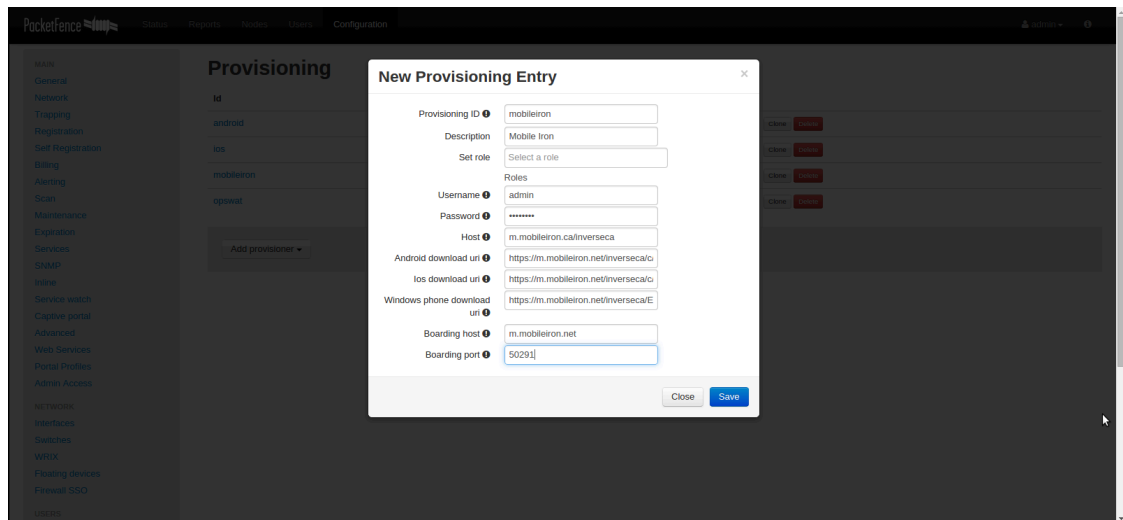 PacketFence
Status Reports Nodes Users Configuration admin
MAIN
General
Network
Trapping
Registration
Self Registration
Billing
Alerting
Scan
Maintenance
Expiration
Services
SNMP
Inline
Service watch
Captive portal
Advanced
Web Services
Portal Profiles
Admin Access
NETWORK
Interfaces
Switches
WRIX
Floating devices
Firewall SSO
USERS
Provisioning
Id
android Clone Delete
ios Clone Delete
mobileiron Clone Delete
opswat Clone Delete
Add provisioner
New Provisioning Entry ×
Provisioning ID mobileiron
Description Mobile Iron
Set role Select a role
Roles
Username admin
Password ••••••••
Host m.mobileiron.ca/inverseca
Android download uri https://m.mobileiron.net/inverseca/c
Ios download uri https://m.mobileiron.net/inverseca/c
Windows phone download https://m.mobileiron.net/inverseca/E
uri
Boarding host m.mobileiron.net
Boarding port 50291
Close Save